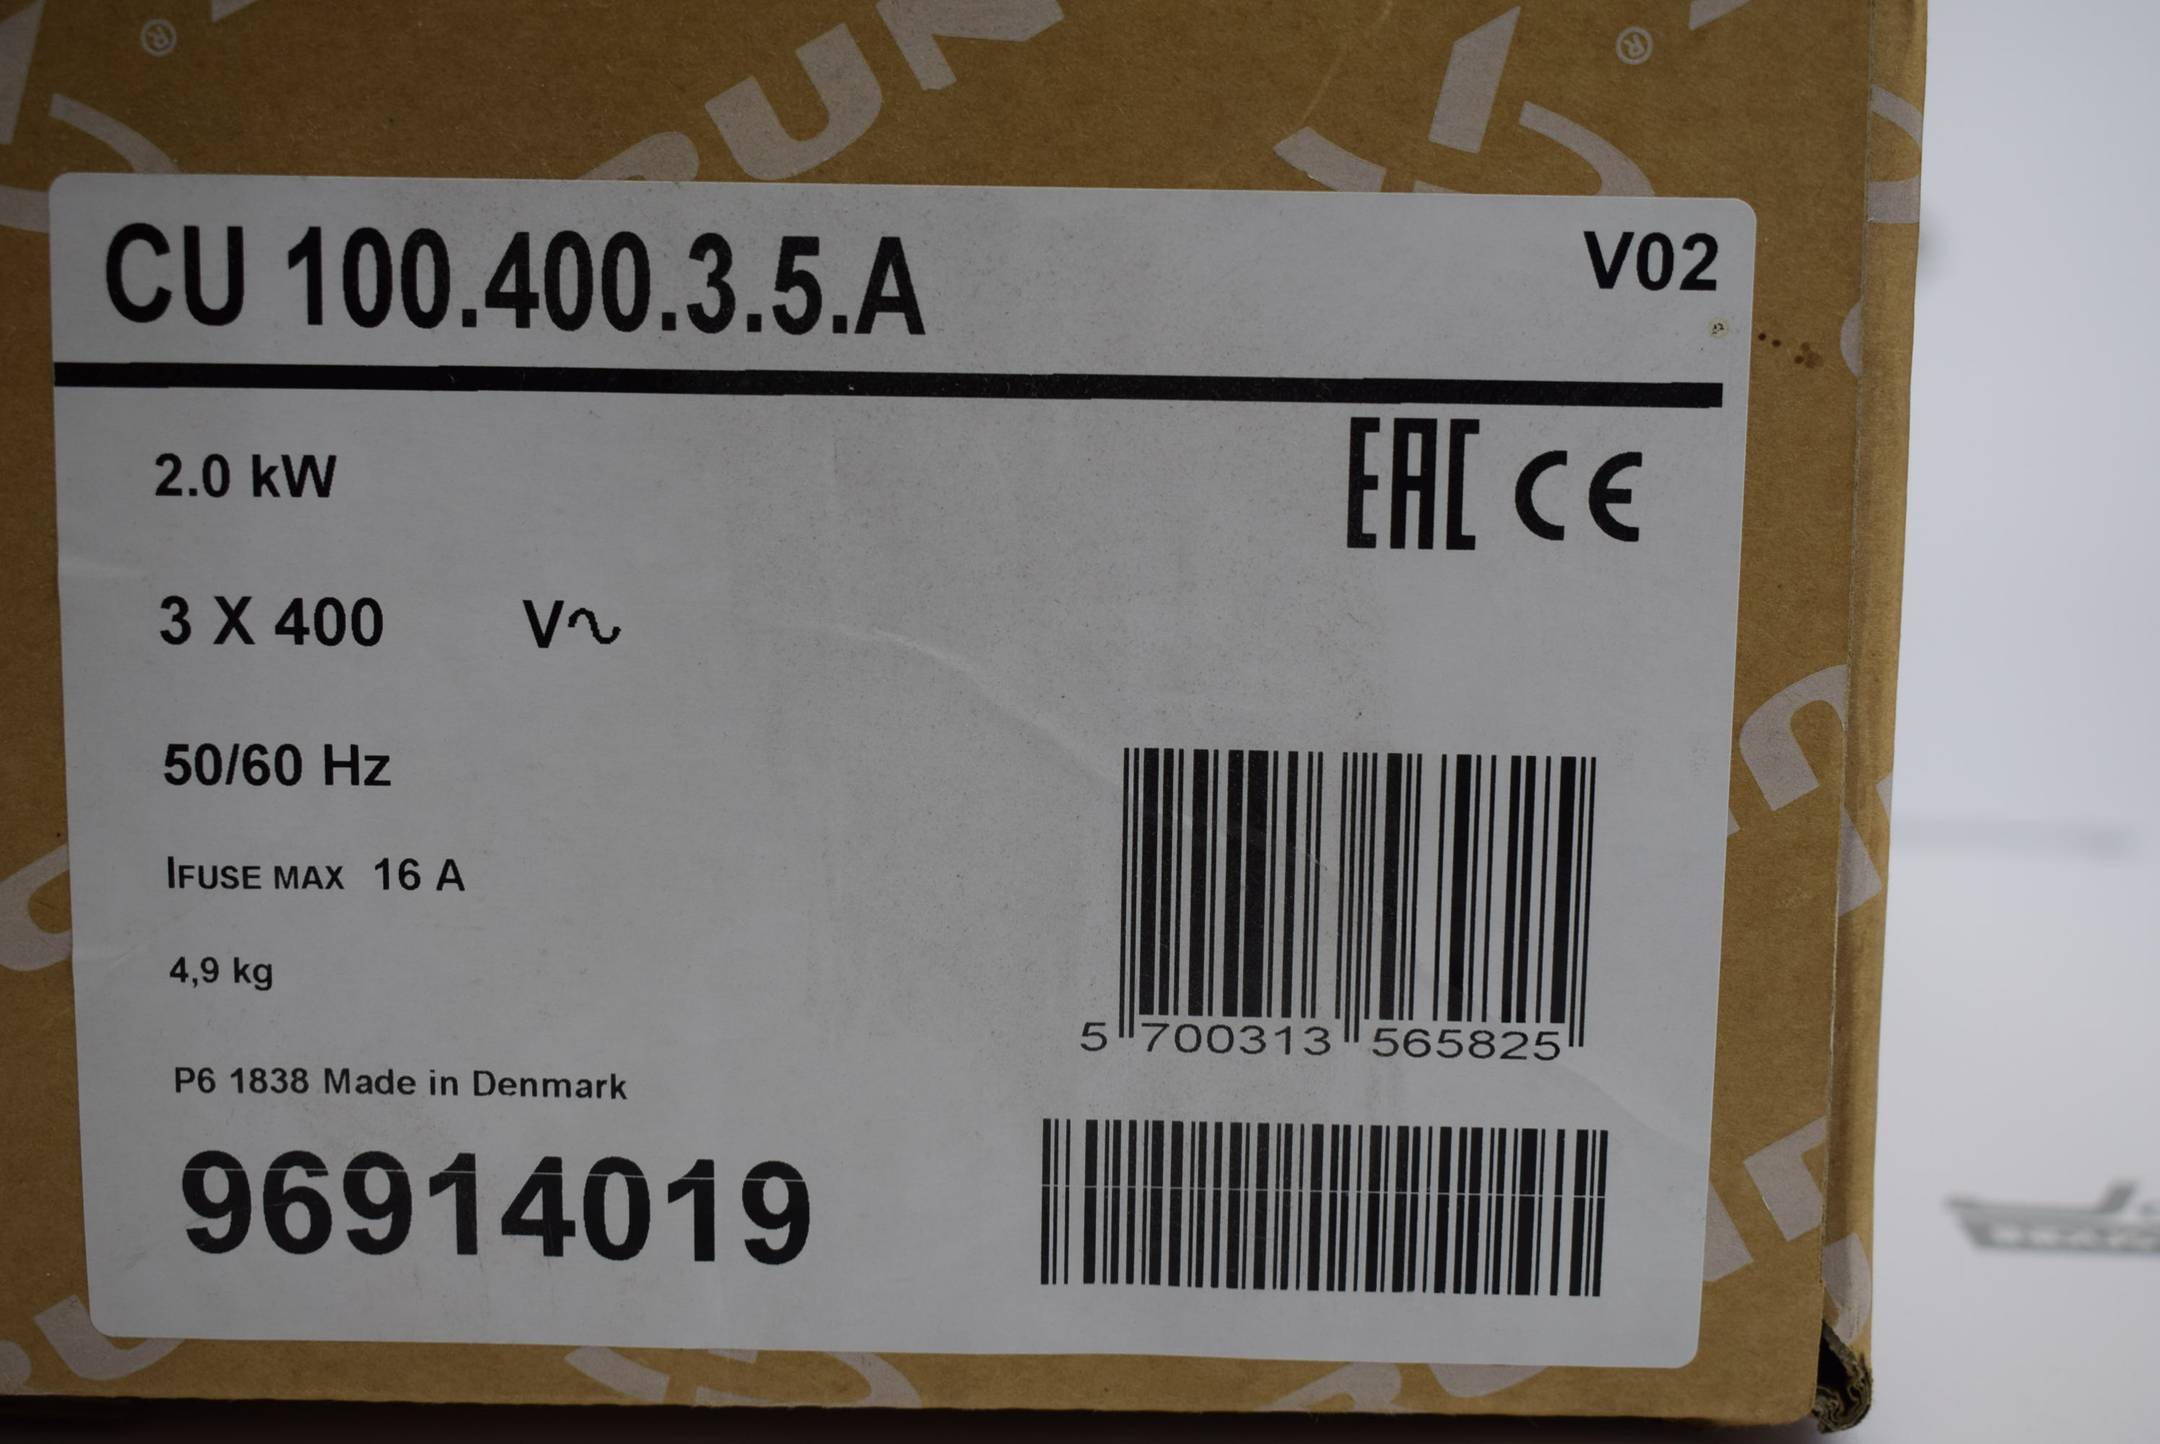 CU 100.400.3.5.A
V02
2.0 kW
EAC CE
3 X 400 V~
50/60 Hz
IFUSE MAX 16 A
4,9 kg
5 700313 565825
P6 1838 Made in Denmark
96914019